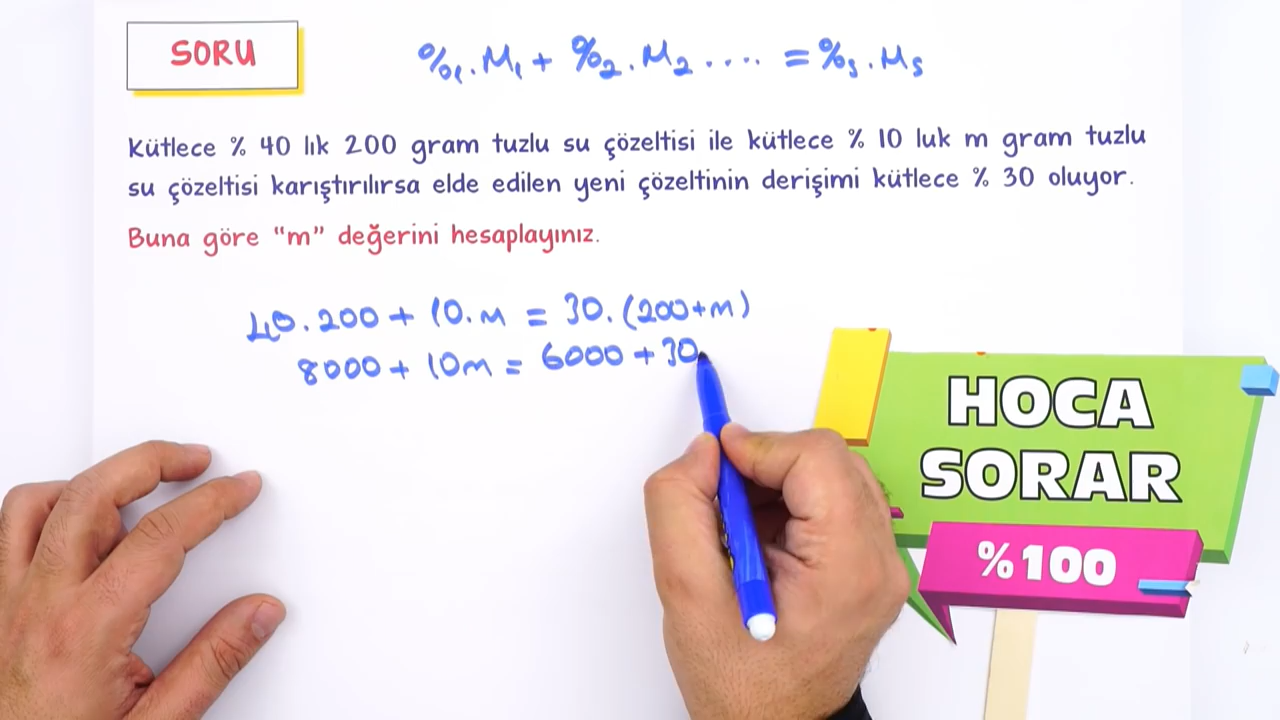 SORU
%₁.M₁ + %₂.M₂ .... = %ₛ.Mₛ
Kütlece % 40 lık 200 gram tuzlu su çözeltisi ile kütlece % 10 luk m gram tuzlu
su çözeltisi karıştırılırsa elde edilen yeni çözeltinin derişimi kütlece % 30 oluyor.
Buna göre “m” değerini hesaplayınız.
40.200 + 10.m = 30.(200+m)
8000 + 10m = 6000 + 30
HOCA
SORAR
%100